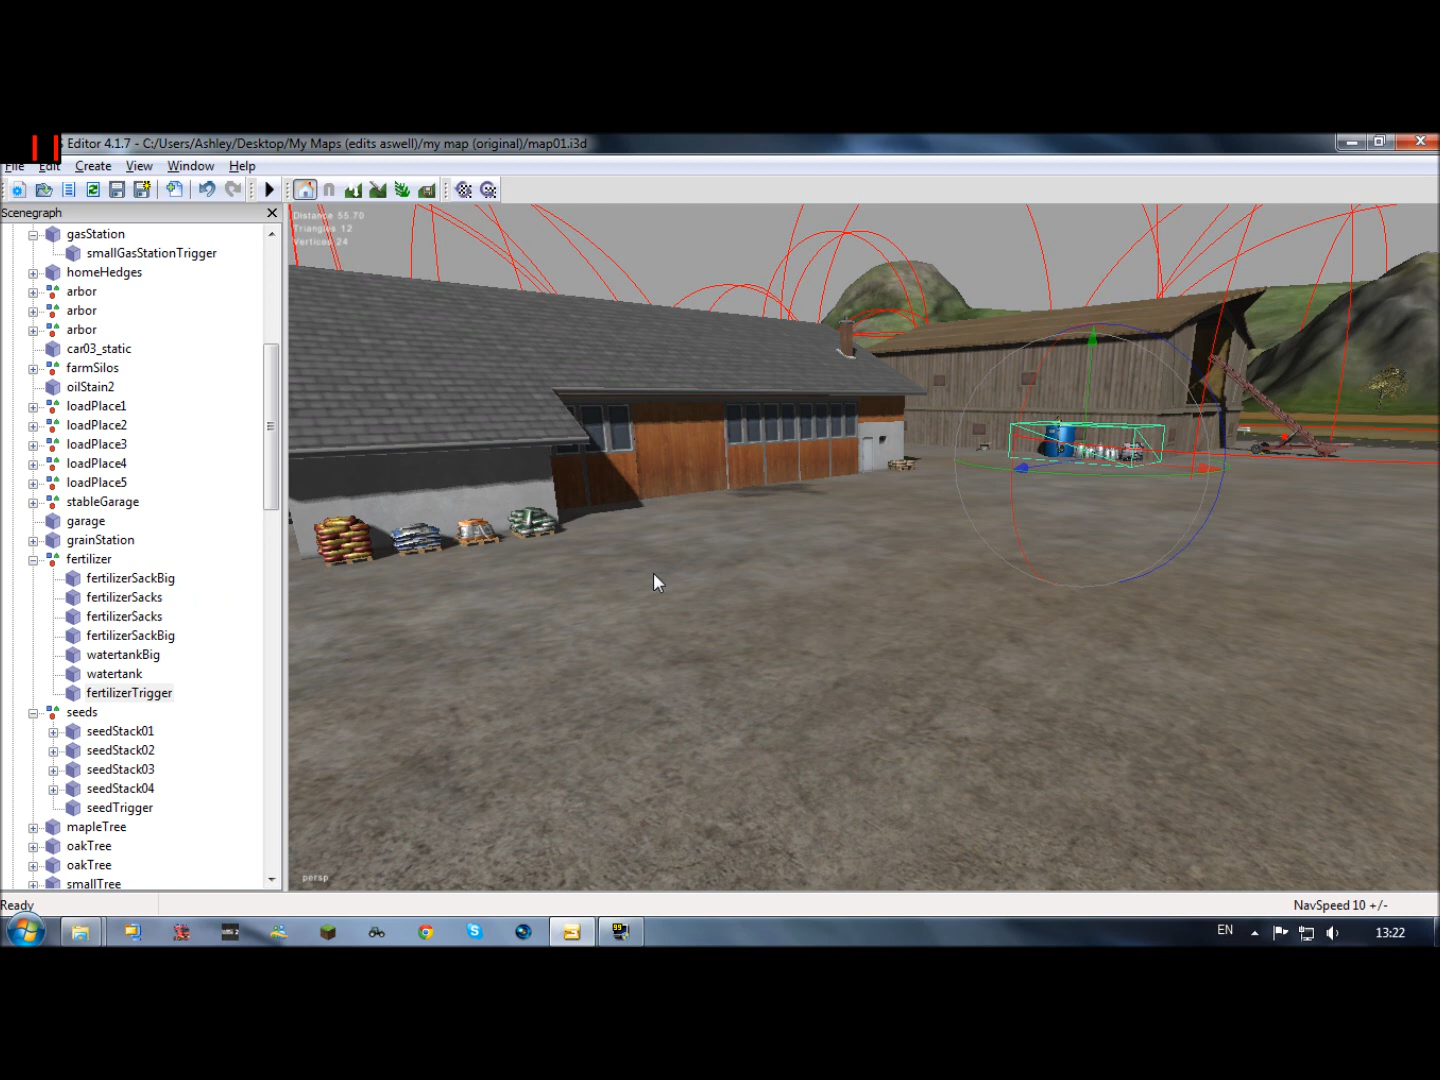 Editor 4.1.7 - C:/Users/Ashley/Desktop/My Maps (edits aswell)/my map (original)/map01.i3d
File Edit Create View Window Help
Scenegraph
gasStation
smallGasStationTrigger
homeHedges
arbor
arbor
arbor
car03_static
farmSilos
oilStain2
loadPlace1
loadPlace2
loadPlace3
loadPlace4
loadPlace5
stableGarage
garage
grainStation
fertilizer
fertilizerSackBig
fertilizerSacks
fertilizerSacks
fertilizerSackBig
watertankBig
watertank
fertilizerTrigger
seeds
seedStack01
seedStack02
seedStack03
seedStack04
seedTrigger
mapleTree
oakTree
oakTree
smallTree
Distance 55.70
Triangles 12
Vertices 24
persp
Ready
NavSpeed 10 +/-
EN
13:22